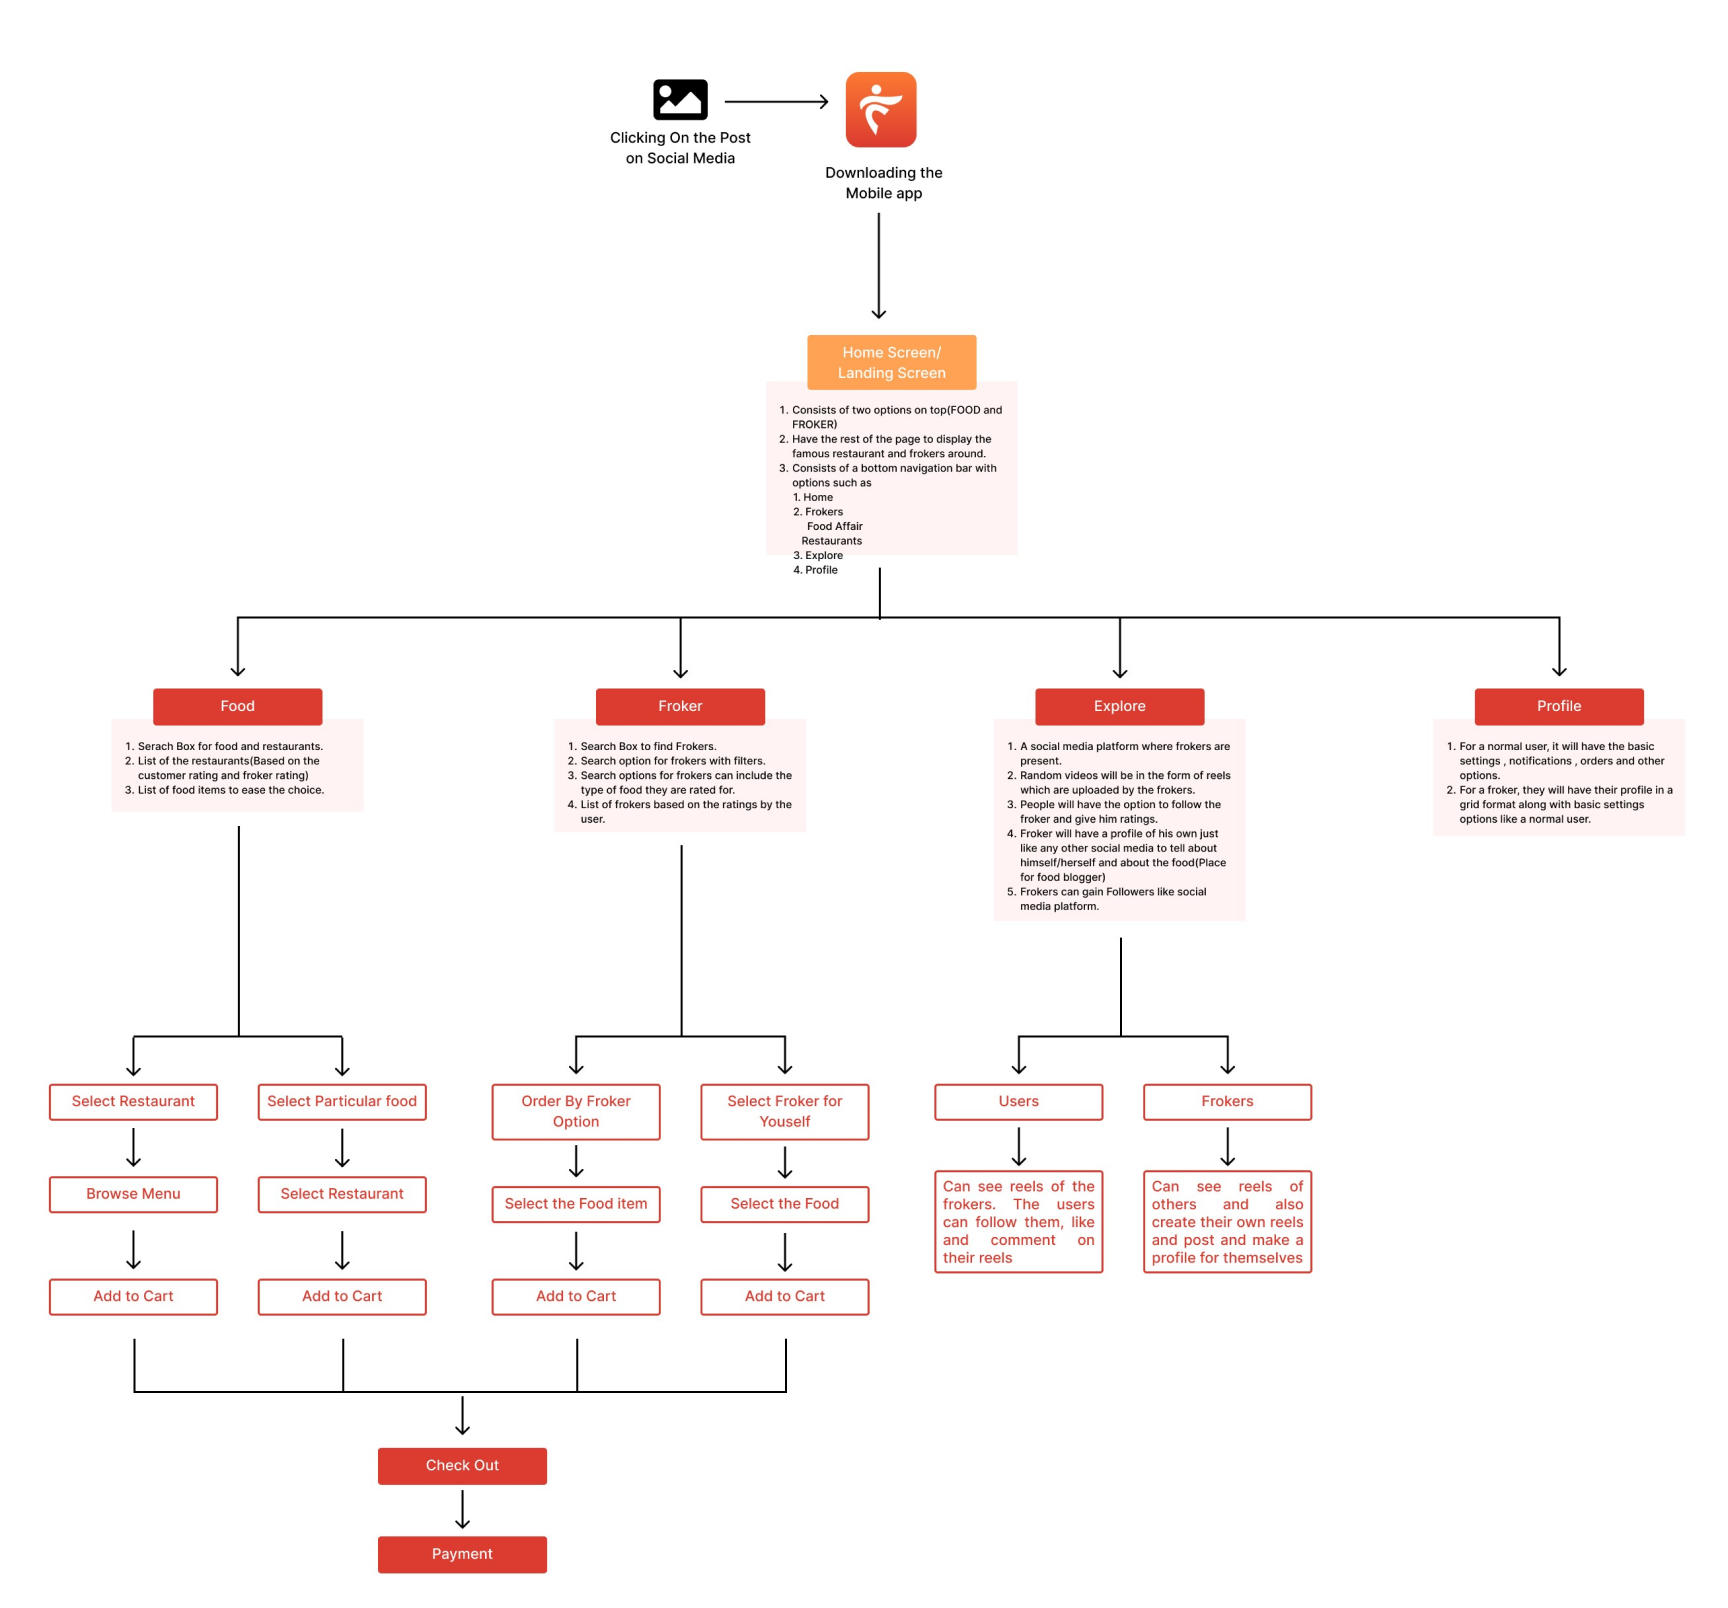 Clicking On the Post
on Social Media
Downloading the
Mobile app
Home Screen/
Landing Screen
1. Consists of two options on top(FOOD and
FROKER)
2. Have the rest of the page to display the
famous restaurant and frokers around.
3. Consists of a bottom navigation bar with
options such as
1. Home
2. Frokers
Food Affair
Restaurants
3. Explore
4. Profile
Food
1. Serach Box for food and restaurants.
2. List of the restaurants(Based on the
customer rating and froker rating)
3. List of food items to ease the choice.
Froker
1. Search Box to find Frokers.
2. Search option for frokers with filters.
3. Search options for frokers can include the
type of food they are rated for.
4. List of frokers based on the ratings by the
user.
Explore
1. A social media platform where frokers are
present.
2. Random videos will be in the form of reels
which are uploaded by the frokers.
3. People will have the option to follow the
froker and give him ratings.
4. Froker will have a profile of his own just
like any other social media to tell about
himself/herself and about the food(Place
for food blogger)
5. Frokers can gain Followers like social
media platform.
Profile
1. For a normal user, it will have the basic
settings , notifications , orders and other
options.
2. For a froker, they will have their profile in a
grid format along with basic settings
options like a normal user.
Select Restaurant
Browse Menu
Add to Cart
Select Particular food
Select Restaurant
Add to Cart
Order By Froker
Option
Select the Food item
Add to Cart
Select Froker for
Youself
Select the Food
Add to Cart
Users
Can see reels of the
frokers. The users
can follow them, like
and comment on
their reels
Frokers
Can see reels of
others and also
create their own reels
and post and make a
profile for themselves
Check Out
Payment